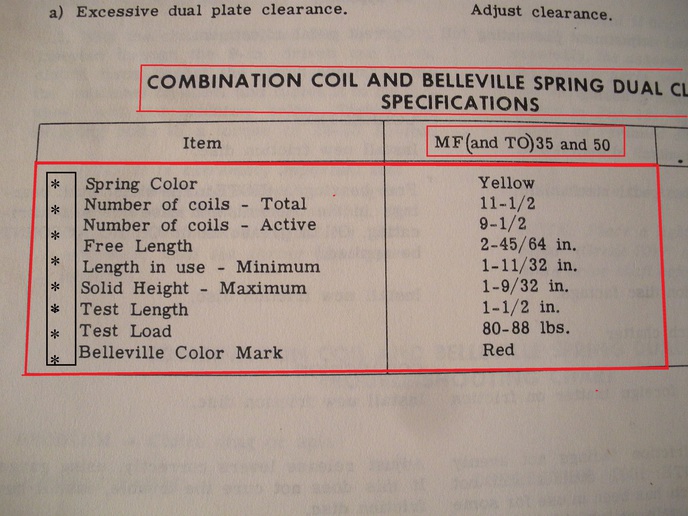 a) Excessive dual plate clearance. Adjust clearance.
COMBINATION COIL AND BELLEVILLE SPRING DUAL CL
SPECIFICATIONS
Item MF(and TO)35 and 50
* Spring Color Yellow
* Number of coils - Total 11-1/2
* Number of coils - Active 9-1/2
* Free Length 2-45/64 in.
* Length in use - Minimum 1-11/32 in.
* Solid Height - Maximum 1-9/32 in.
* Test Length 1-1/2 in.
* Test Load 80-88 lbs.
* Belleville Color Mark Red